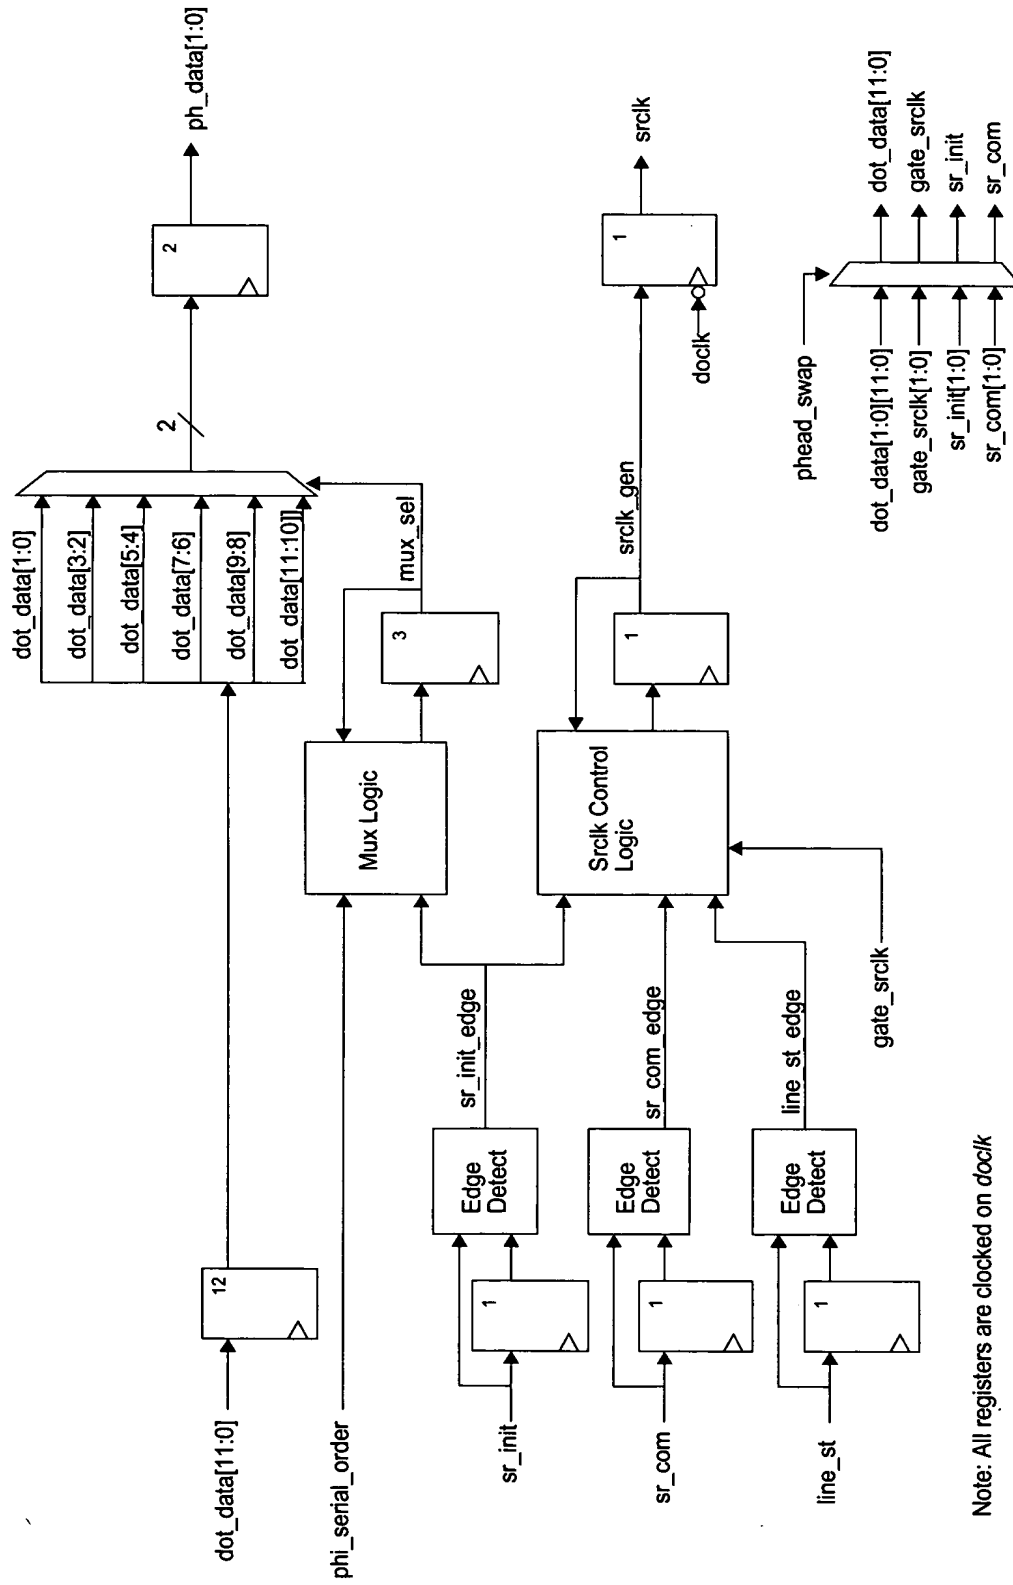 dot_data[11:0]
12
dot_data[1:0]
dot_data[3:2]
dot_data[5:4]
dot_data[7:6]
dot_data[9:8]
dot_data[11:10]]
2
2
ph_data[1:0]
phi_serial_order
Mux Logic
3
mux_sel
sr_init
1
Edge
Detect
sr_init_edge
sr_com
1
Edge
Detect
sr_com_edge
line_st
1
Edge
Detect
line_st_edge
gate_srclk
Srclk Control
Logic
1
srclk_gen
doclk
1
srclk
phead_swap
dot_data[1:0][11:0]
gate_srclk[1:0]
sr_init[1:0]
sr_com[1:0]
dot_data[11:0]
gate_srclk
sr_init
sr_com
Note: All registers are clocked on doclk